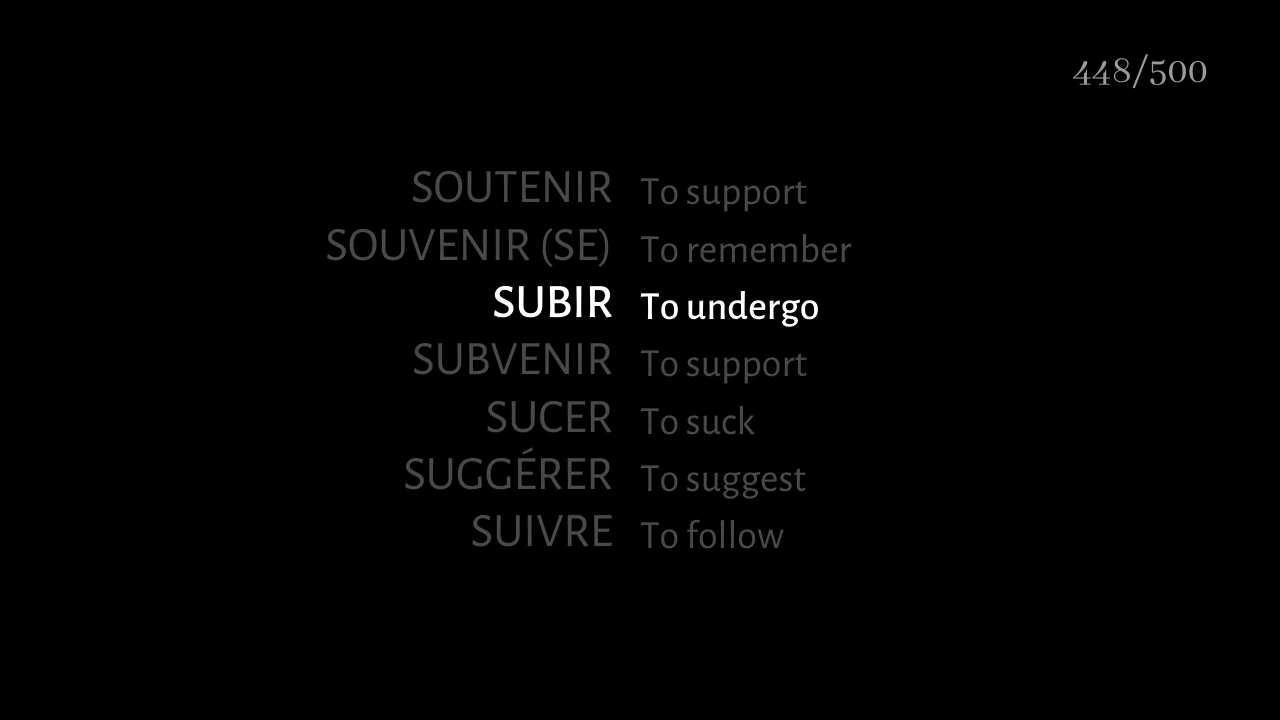 448/500
SOUTENIR To support
SOUVENIR (SE) To remember
SUBIR To undergo
SUBVENIR To support
SUCER To suck
SUGGÉRER To suggest
SUIVRE To follow